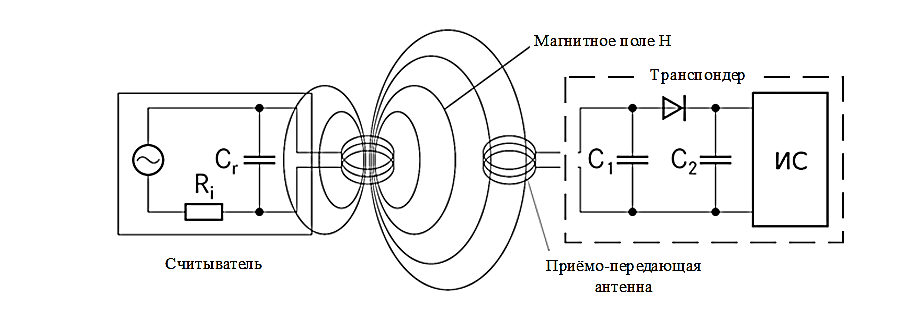 Магнитное поле H
Транспондер
Cr
Ri
C1
C2
ИС
Считыватель
Приёмо-передающая
антенна